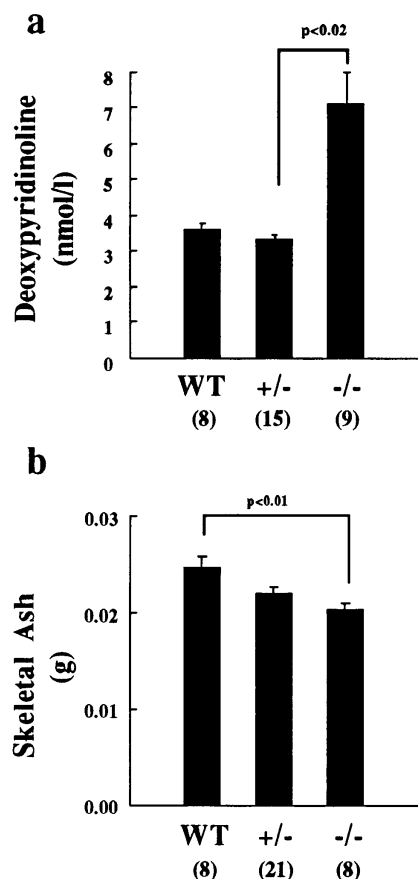 a
p<0.02
Deoxypyridinoline
(nmol/l)
8
7
6
5
4
3
2
1
0
WT +/- -/-
(8) (15) (9)
b
p<0.01
Skeletal Ash
(g)
0.03
0.02
0.01
0.00
WT +/- -/-
(8) (21) (8)